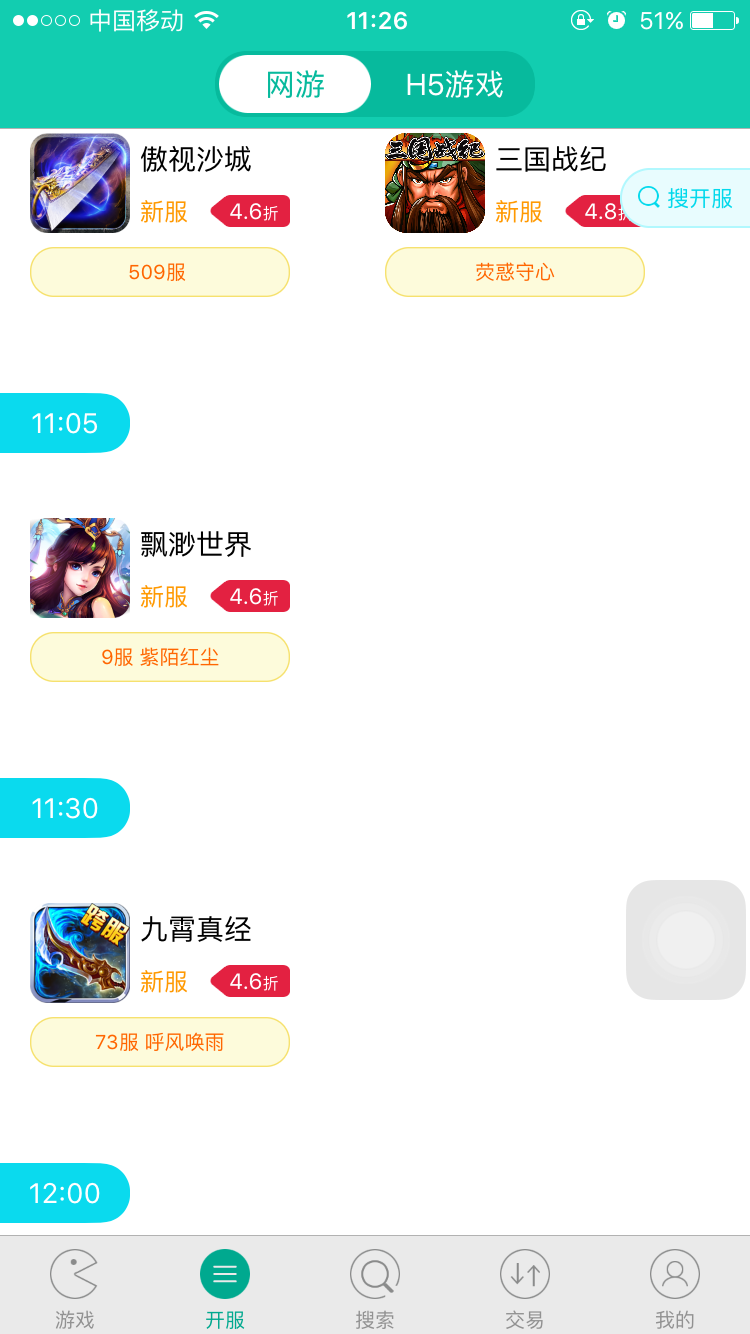 中国移动 11:26 51%
网游 H5游戏
傲视沙城
新服 4.6折
509服
三国战纪
三国战纪
新服 4.8
荧惑守心
搜开服
11:05
飘渺世界
新服 4.6折
9服 紫陌红尘
11:30
跨服
九霄真经
新服 4.6折
73服 呼风唤雨
12:00
游戏 开服 搜索 交易 我的